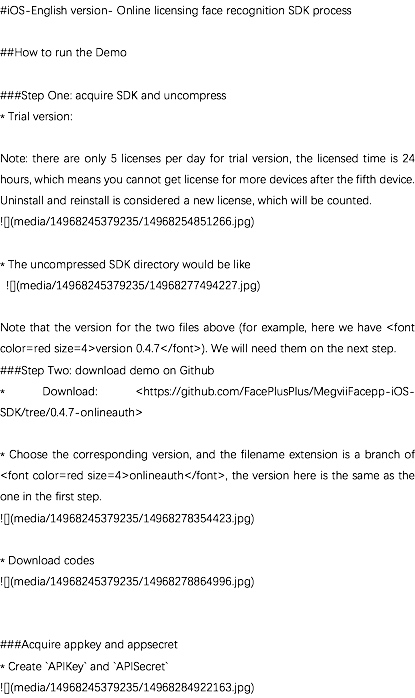 #iOS-English version- Online licensing face recognition SDK process
##How to run the Demo
###Step One: acquire SDK and uncompress
* Trial version:
Note: there are only 5 licenses per day for trial version, the licensed time is 24
hours, which means you cannot get license for more devices after the fifth device.
Uninstall and reinstall is considered a new license, which will be counted.
![](media/14968245379235/14968254851266.jpg)
* The uncompressed SDK directory would be like
![](media/14968245379235/14968277494227.jpg)
Note that the version for the two files above (for example, here we have <font
color=red size=4>version 0.4.7</font>). We will need them on the next step.
###Step Two: download demo on Github
* Download: <https://github.com/FacePlusPlus/MegviiFacepp-iOS-
SDK/tree/0.4.7-onlineauth>
* Choose the corresponding version, and the filename extension is a branch of
<font color=red size=4>onlineauth</font>, the version here is the same as the
one in the first step.
![](media/14968245379235/14968278354423.jpg)
* Download codes
![](media/14968245379235/14968278864996.jpg)
###Acquire appkey and appsecret
* Create `APIKey` and `APISecret`
![](media/14968245379235/14968284922163.jpg)